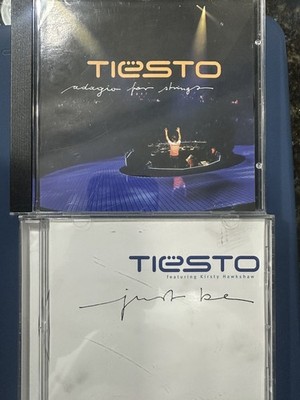 TIËSTO
adagio for strings
TIËSTO
featuring Kirsty Hawkshaw
just be